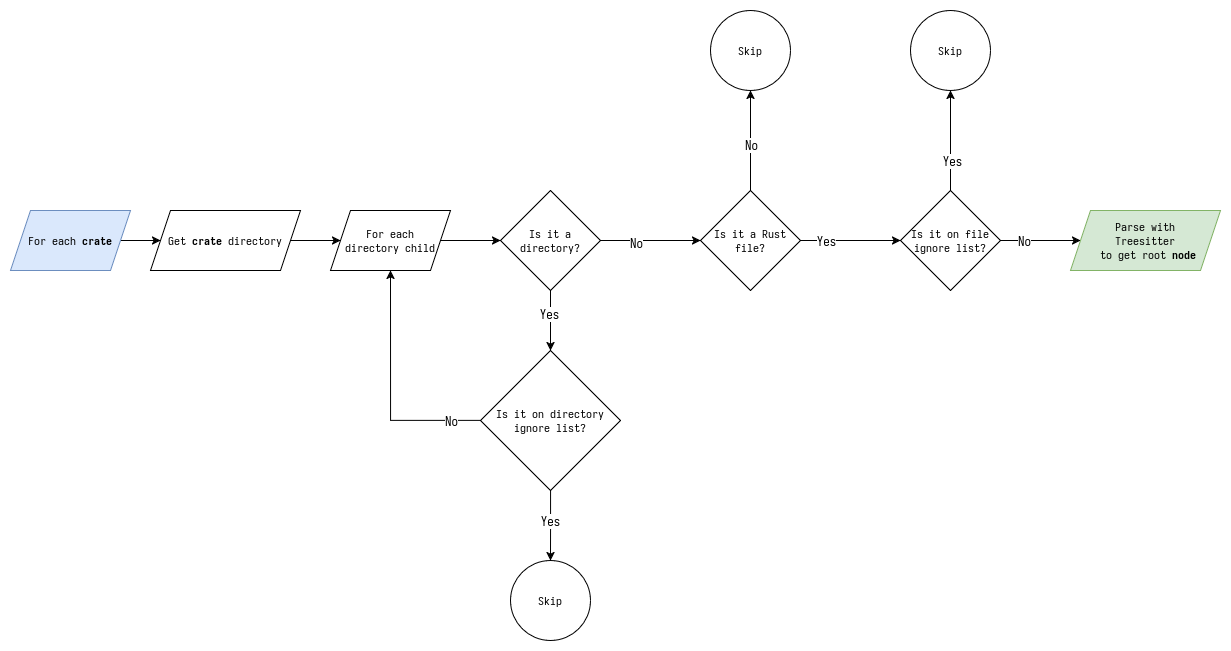 Skip
Skip
No
Yes
For each crate
Get crate directory
For each
directory child
Is it a
directory?
No
Is it a Rust
file?
Yes
Is it on file
ignore list?
No
Parse with
Treesitter
to get root node
Yes
Is it on directory
ignore list?
No
Yes
Skip